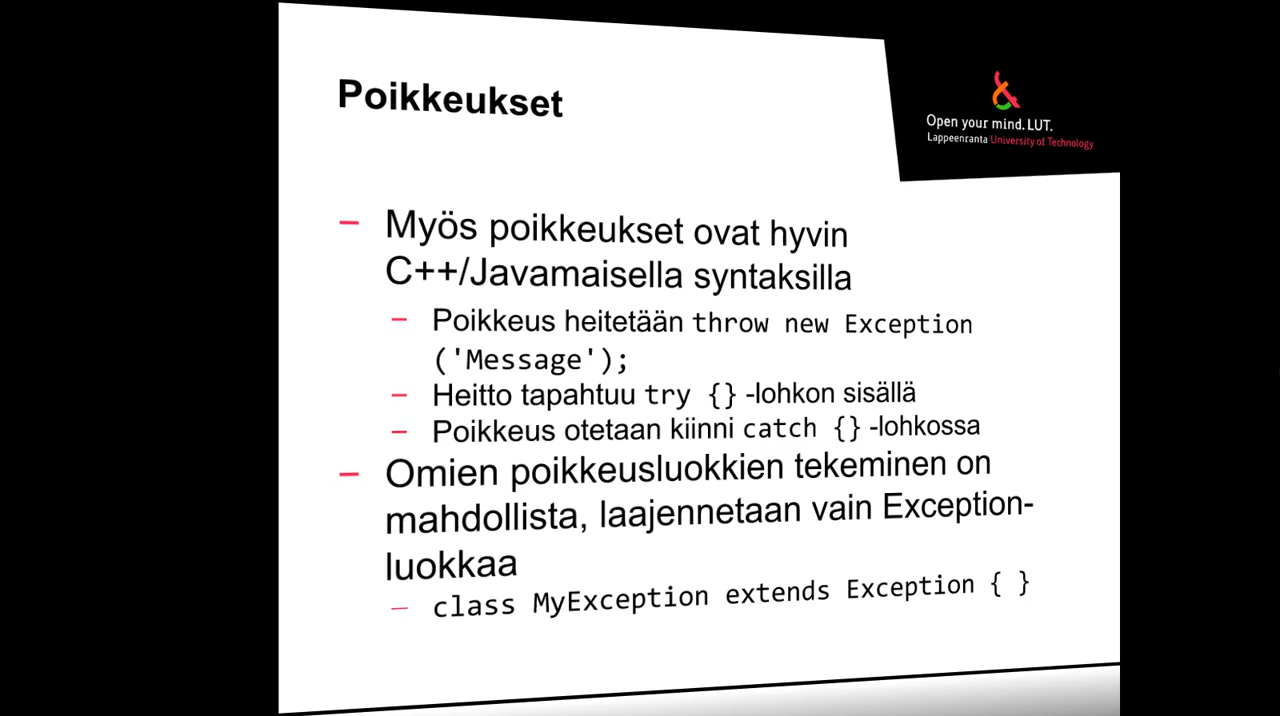 Poikkeukset
Open your mind. LUT.
Lappeenranta University of Technology
– Myös poikkeukset ovat hyvin
C++/Javamaisella syntaksilla
– Poikkeus heitetään throw new Exception
('Message');
– Heitto tapahtuu try {} -lohkon sisällä
– Poikkeus otetaan kiinni catch {} -lohkossa
– Omien poikkeusluokkien tekeminen on
mahdollista, laajennetaan vain Exception-
luokkaa
– class MyException extends Exception { }